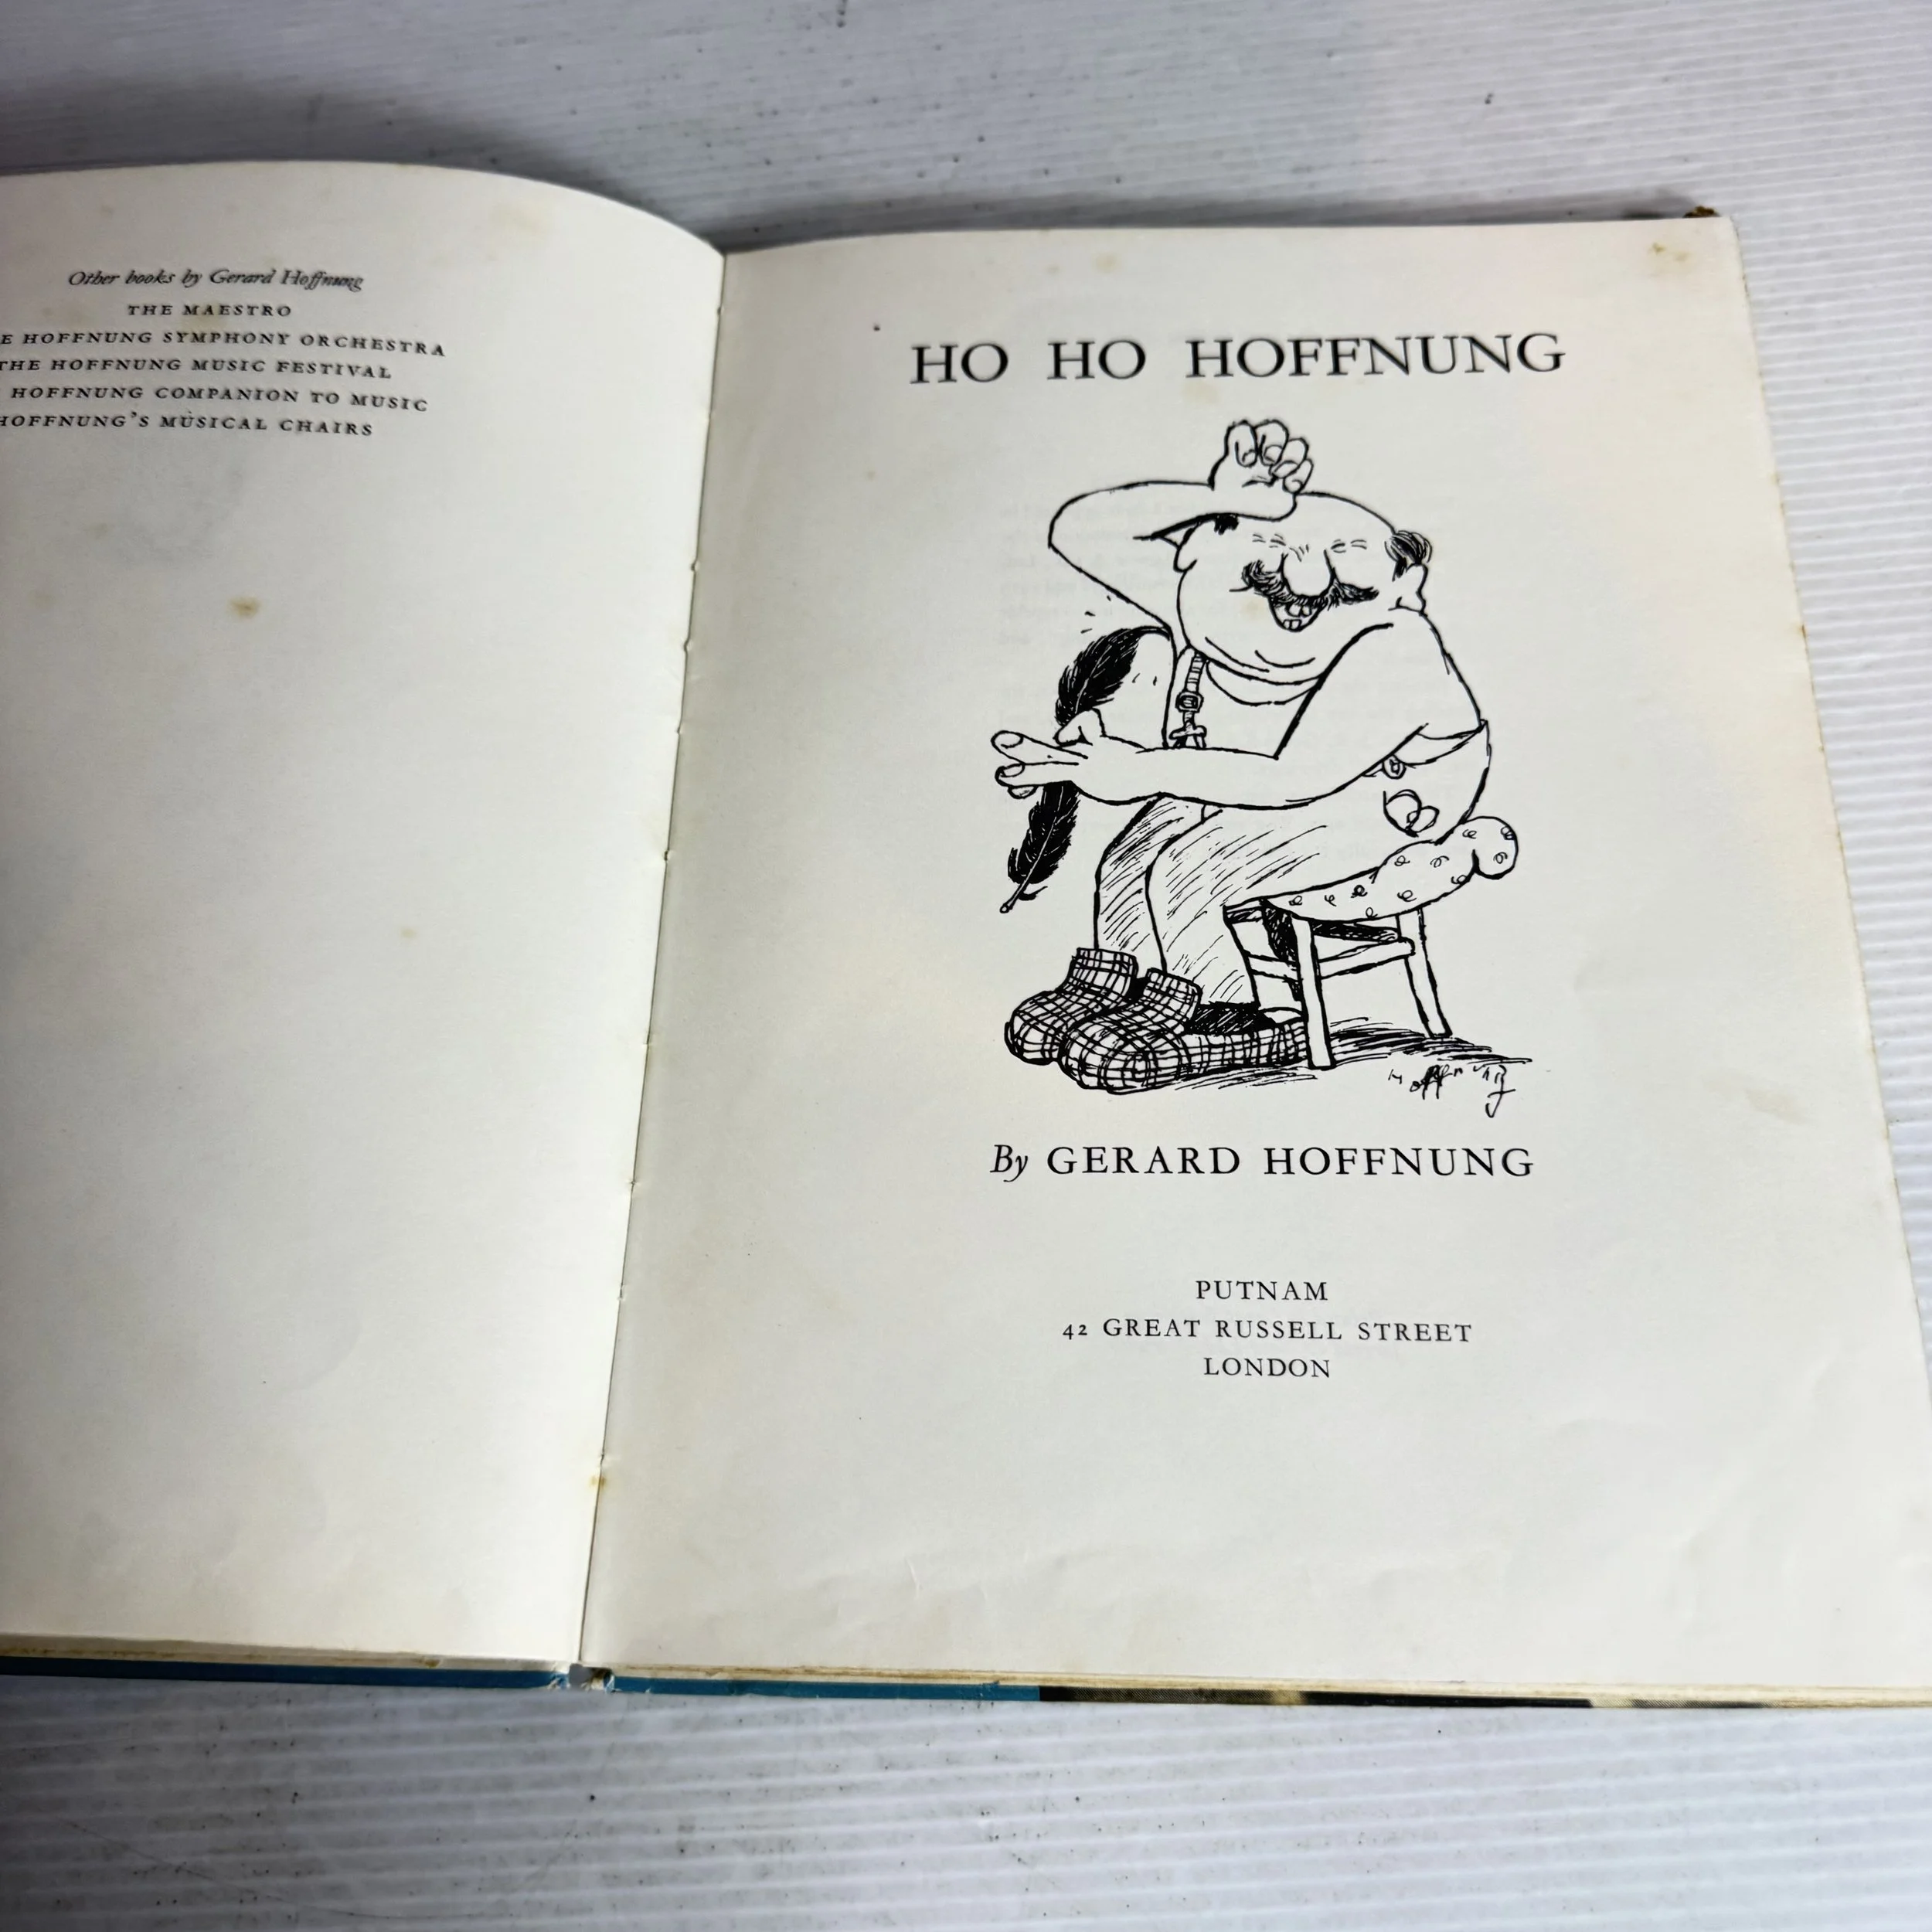 Other books by Gerard Hoffnung
THE MAESTRO
E HOFFNUNG SYMPHONY ORCHESTRA
THE HOFFNUNG MUSIC FESTIVAL
HOFFNUNG COMPANION TO MUSIC
HOFFNUNG'S MUSICAL CHAIRS
HO HO HOFFNUNG
Hoffnung
By GERARD HOFFNUNG
PUTNAM
42 GREAT RUSSELL STREET
LONDON